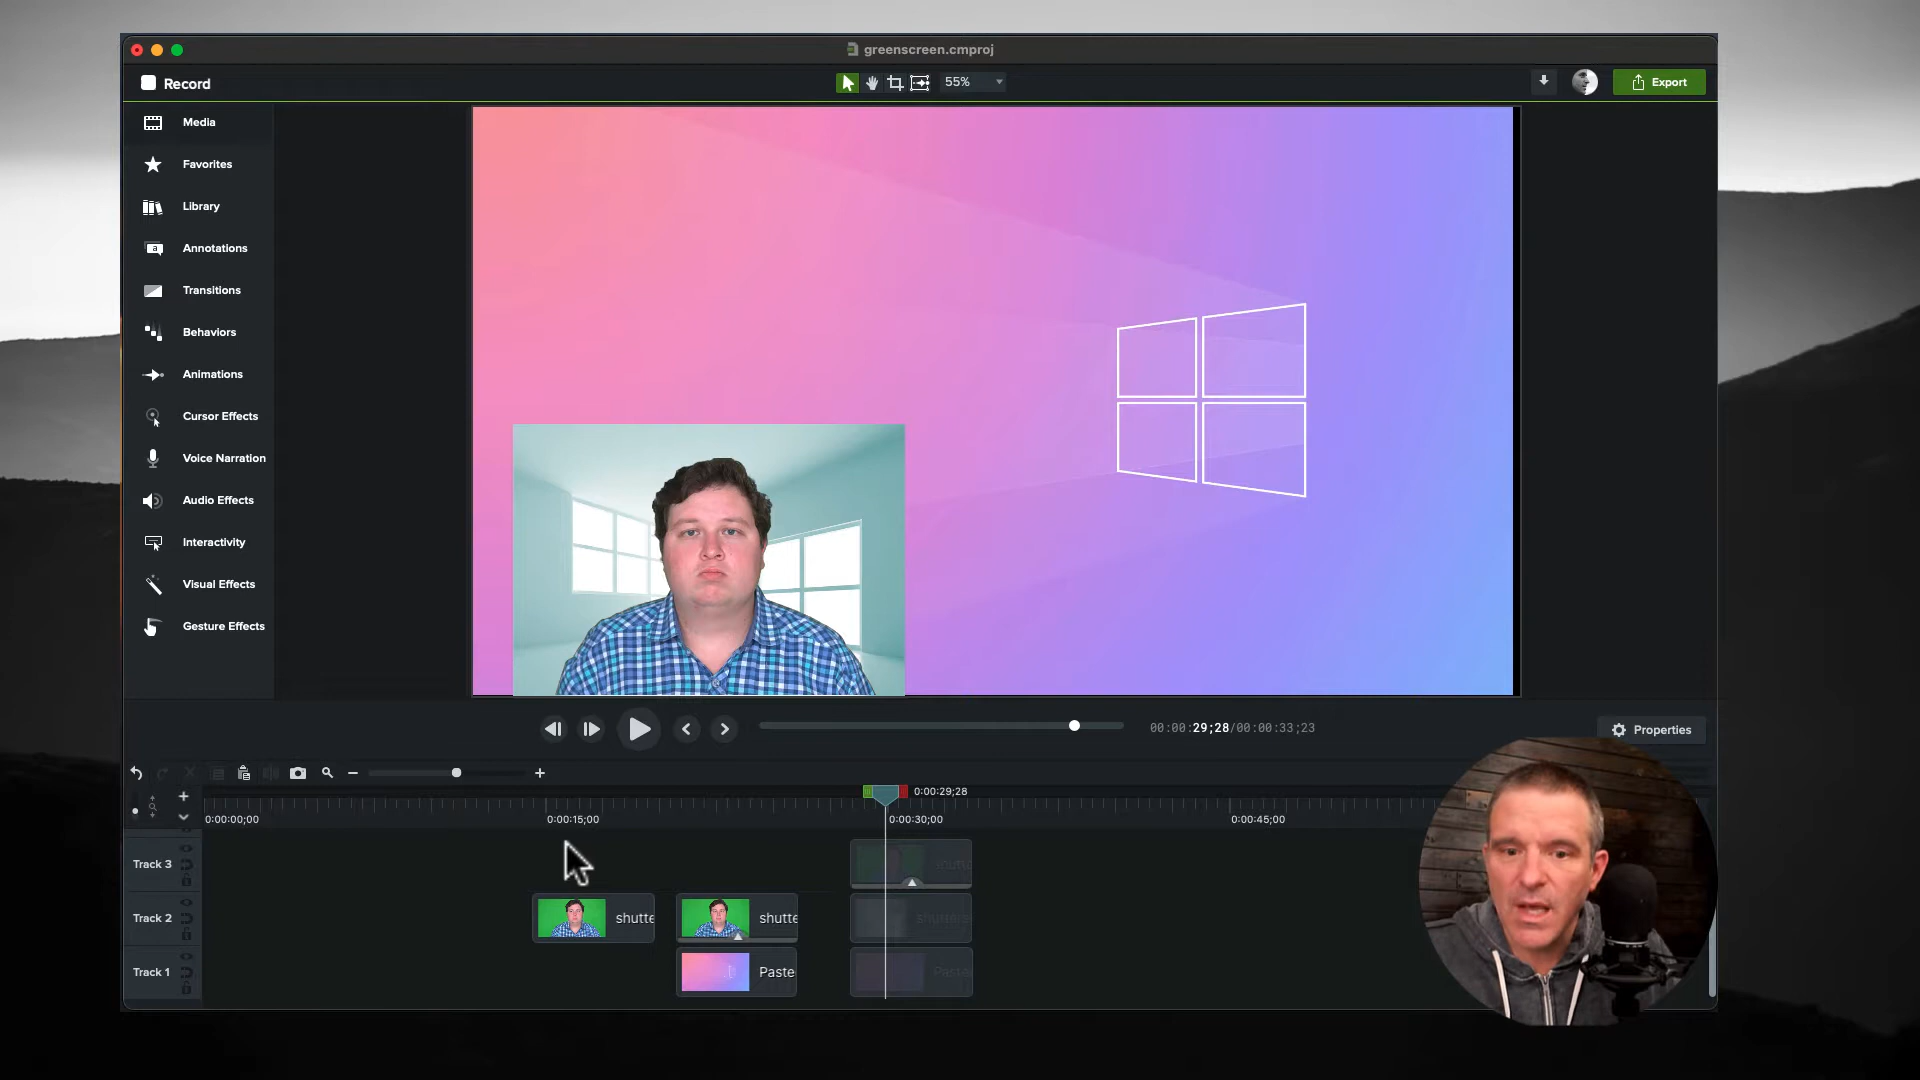 greenscreen.cmproj
Record
55%
Export
Media
Favorites
Library
Annotations
Transitions
Behaviors
Animations
Cursor Effects
Voice Narration
Audio Effects
Interactivity
Visual Effects
Gesture Effects
00:00:29;28/00:00:33;23
Properties
0:00:29;28
0:00:00;00
0:00:15;00
0:00:30;00
0:00:45;00
Track 3
Track 2
shutte
shutte
Track 1
Paste